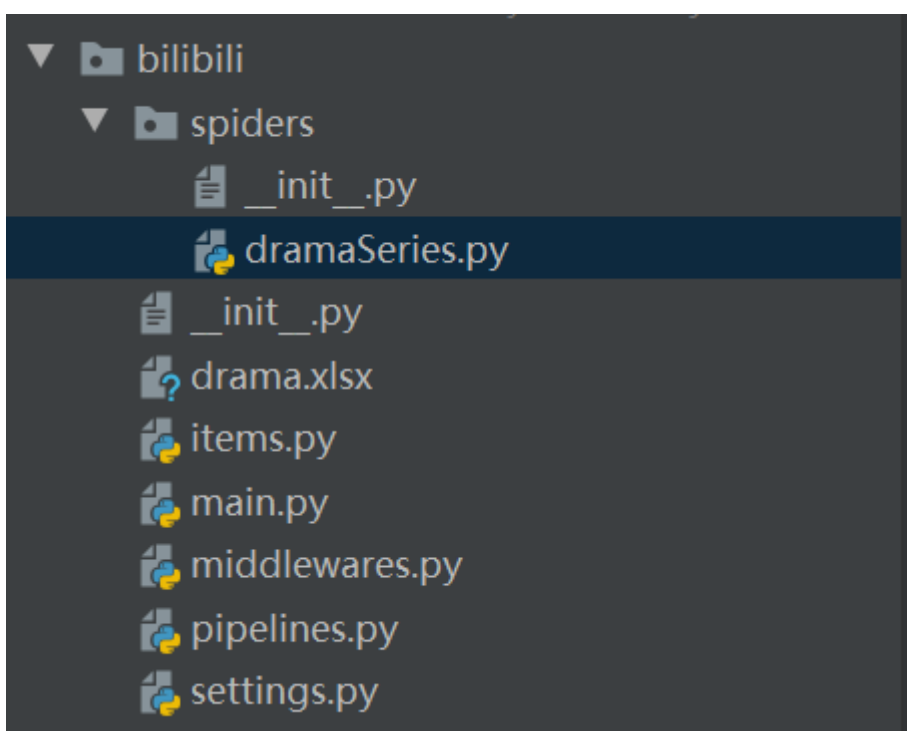 bilibili
spiders
__init__.py
dramaSeries.py
__init__.py
drama.xlsx
items.py
main.py
middlewares.py
pipelines.py
settings.py